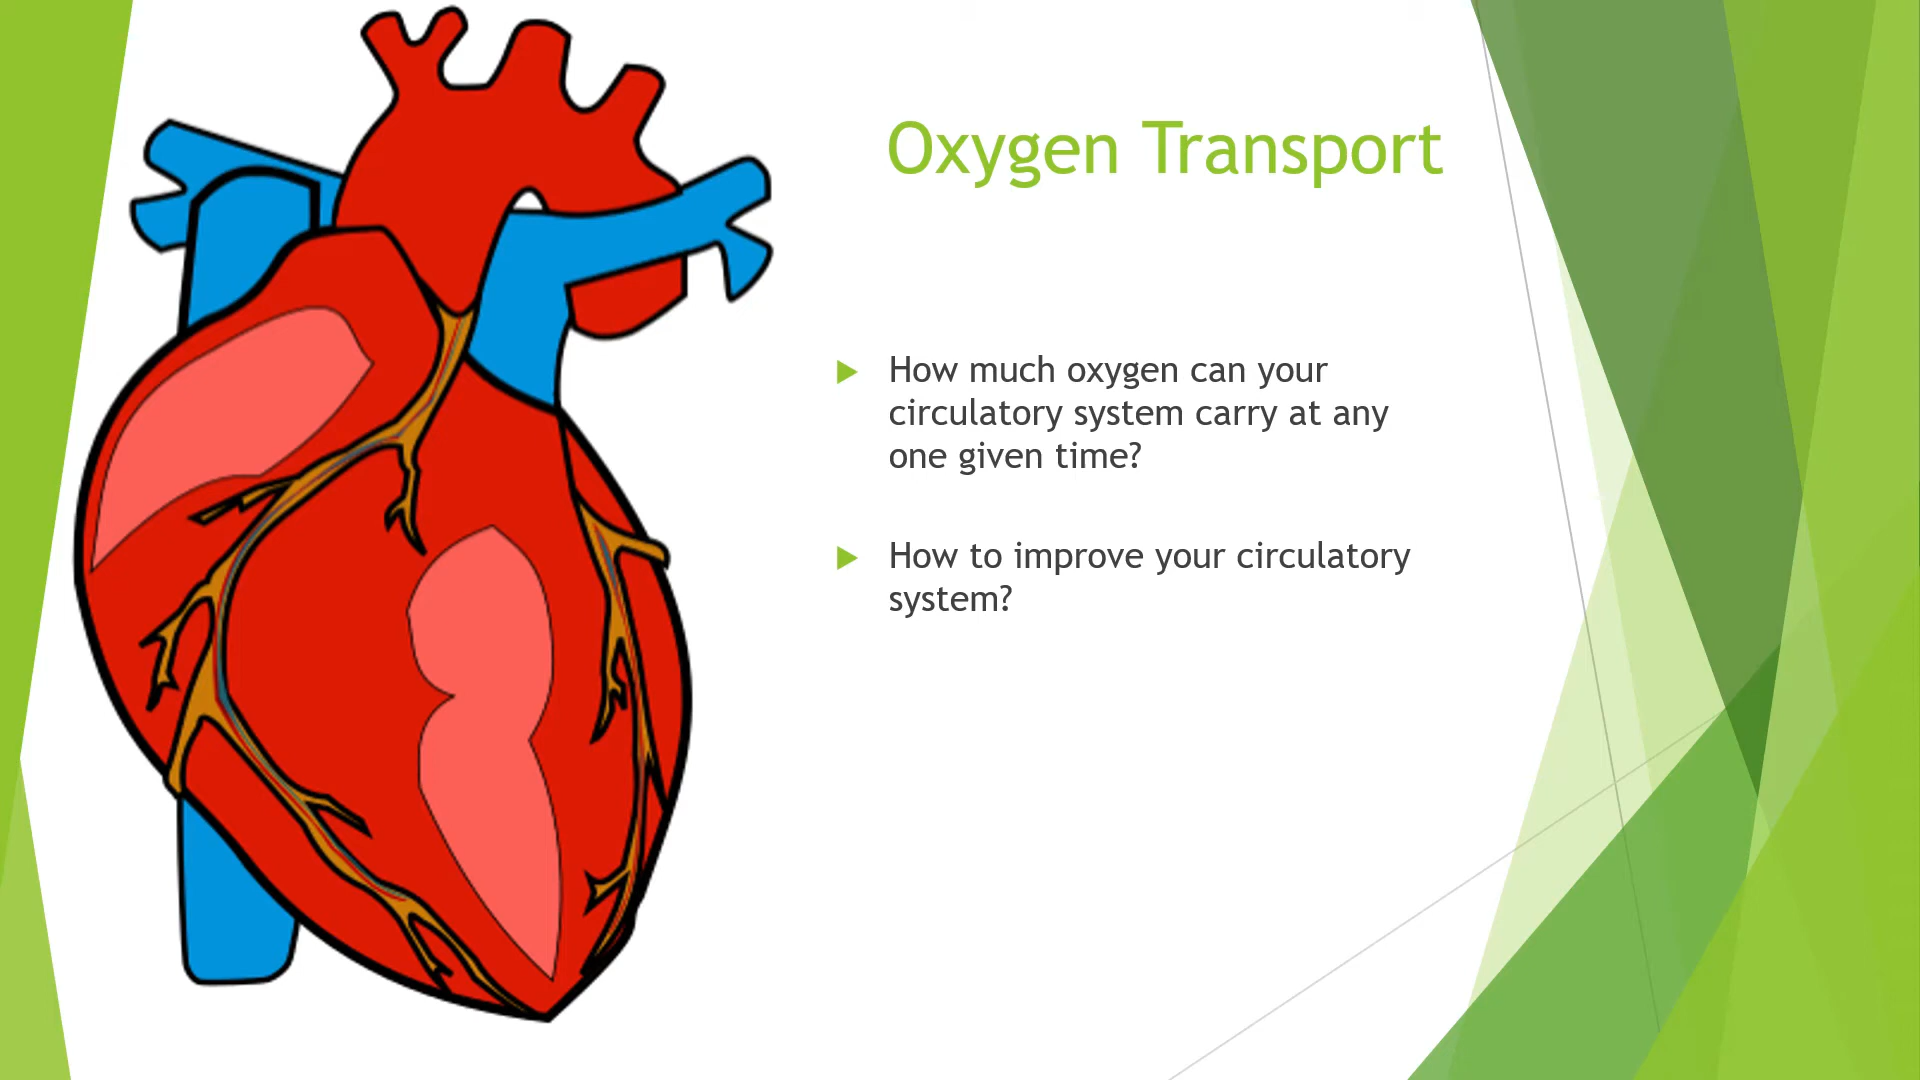 Oxygen Transport
How much oxygen can your
circulatory system carry at any
one given time?
How to improve your circulatory
system?